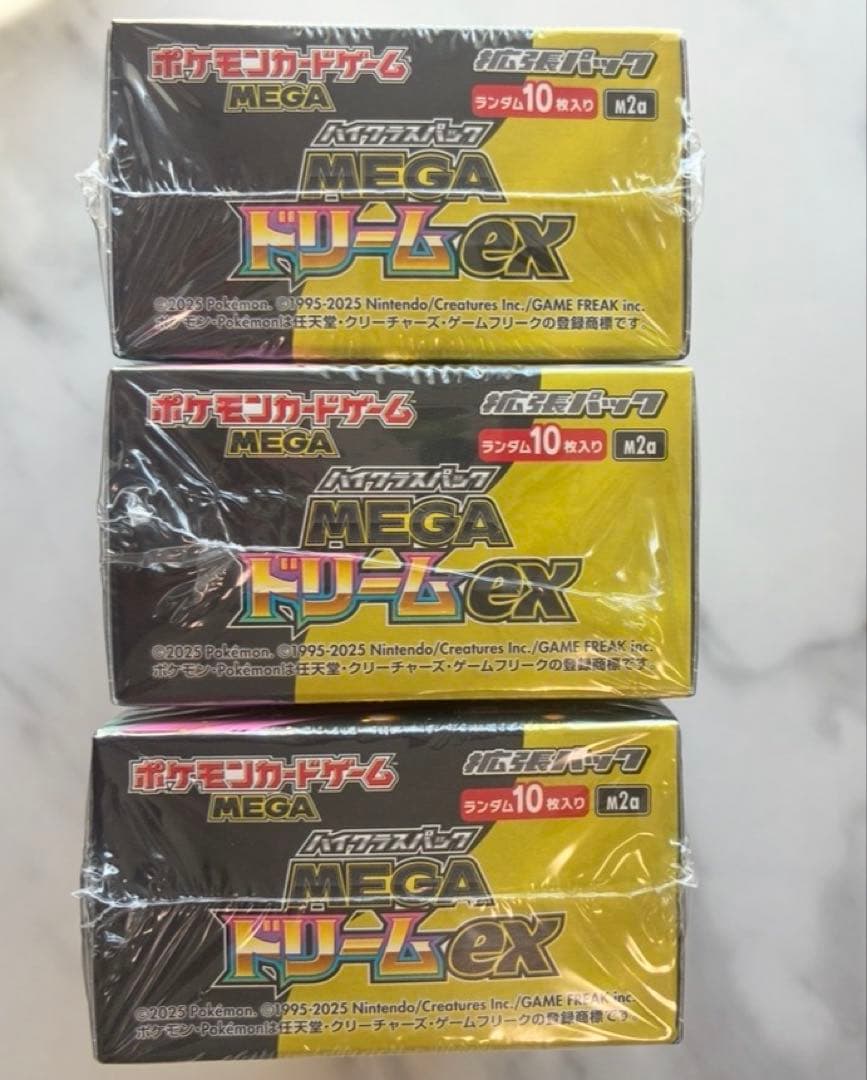 ポケモンカードゲーム
MEGA
拡張パック
ランダム10枚入り M2a
ハイクラスパック
MEGA
ドリームex
©2025 Pokémon. ©1995-2025 Nintendo/Creatures Inc./GAME FREAK inc.
ポケモン・Pokémonは任天堂・クリーチャーズ・ゲームフリークの登録商標です。
ポケモンカードゲーム
MEGA
拡張パック
ランダム10枚入り M2a
ハイクラスパック
MEGA
ドリームex
©2025 Pokémon. ©1995-2025 Nintendo/Creatures Inc./GAME FREAK inc.
ポケモン・Pokémonは任天堂・クリーチャーズ・ゲームフリークの登録商標です。
ポケモンカードゲーム
MEGA
拡張パック
ランダム10枚入り M2a
ハイクラスパック
MEGA
ドリームex
©2025 Pokémon. ©1995-2025 Nintendo/Creatures Inc./GAME FREAK inc.
ポケモン・Pokémonは任天堂・クリーチャーズ・ゲームフリークの登録商標です。